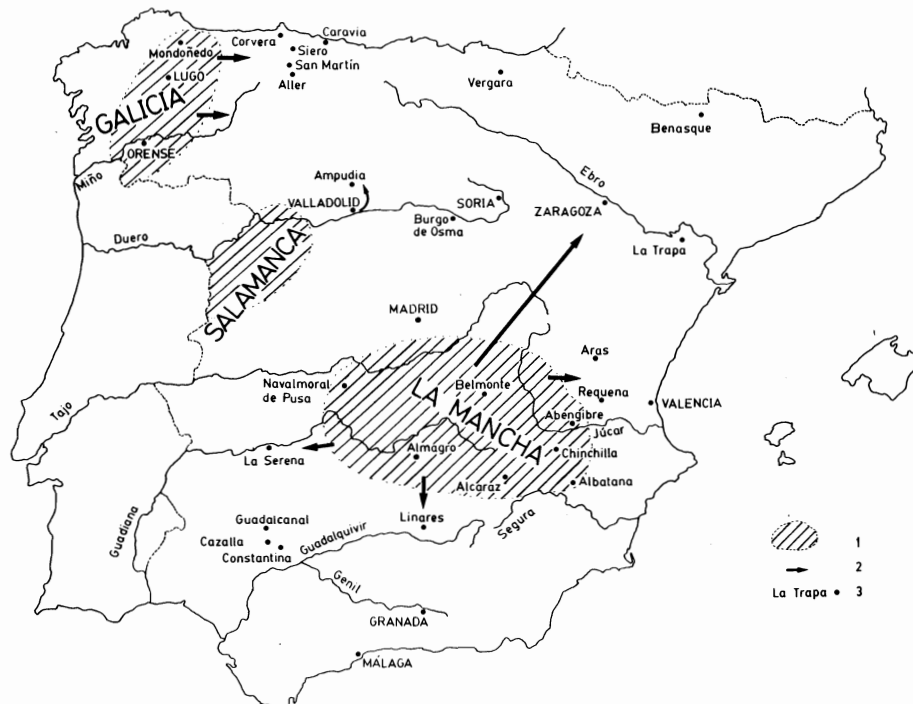 Corvera
Caravia
Mondoñedo
Siero
San Martín
LUGO
Aller
Vergara
GALICIA
Benasque
ORENSE
Miño
Ampudia
Ebro
VALLADOLID
SORIA
ZARAGOZA
Burgo
de Osma
Duero
La Trapa
SALAMANCA
MADRID
Aras
Navalmoral
de Pusa
Belmonte
LA MANCHA
Requena
VALENCIA
Tajo
Abengibre
Júcar
Almagro
Chinchilla
La Serena
Alcaraz
Albatana
Linares
Segura
Guadiana
Guadalcanal
Guadalquivir
Cazalla
Constantina
1
Genil
2
La Trapa • 3
GRANADA
MÁLAGA